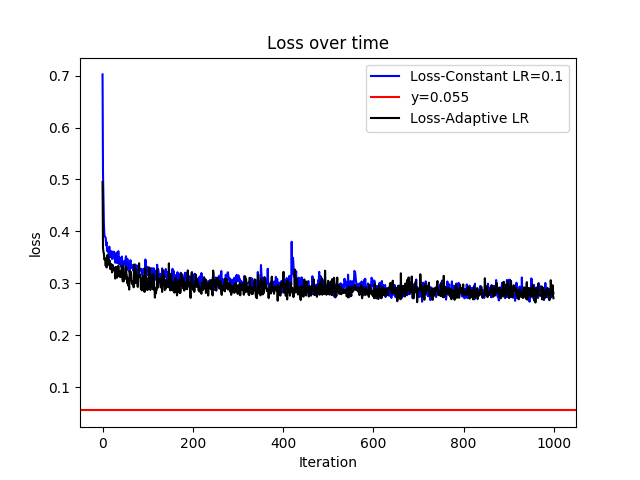 Loss over time
Loss-Constant LR=0.1
y=0.055
Loss-Adaptive LR
0.7
0.6
0.5
0.4
0.3
0.2
0.1
loss
0 200 400 600 800 1000
Iteration